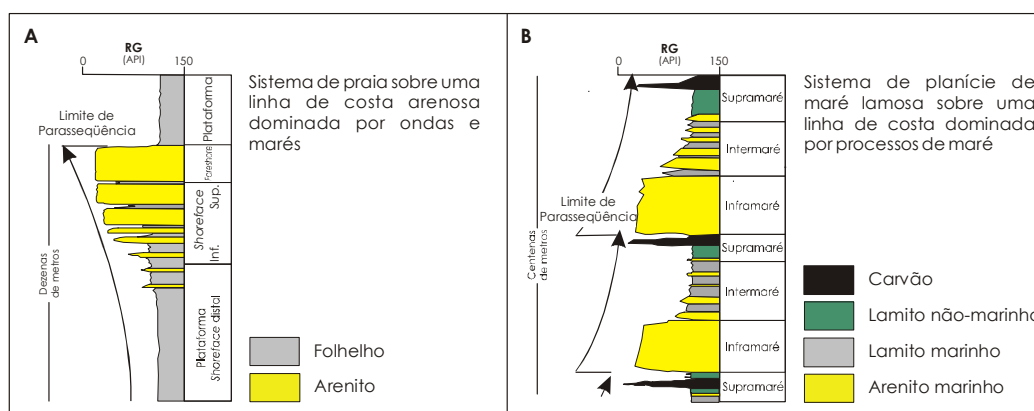 A
RG
(API)
0
150
Sistema de praia sobre uma
linha de costa arenosa
dominada por ondas e
marés
Limite de
Parasseqüência
Plataforma
Foreshore
Shoreface
Sup.
Inf.
Plataforma
Shoreface distal
Dezenas
de metros
Folhelho
Arenito
B
RG
(API)
0
150
Sistema de planície de
maré lamosa sobre uma
linha de costa dominada
por processos de maré
Supramaré
Intermaré
Inframaré
Limite de
Parasseqüência
Supramaré
Intermaré
Inframaré
Supramaré
Centenas
de metros
Carvão
Lamito não-marinho
Lamito marinho
Arenito marinho